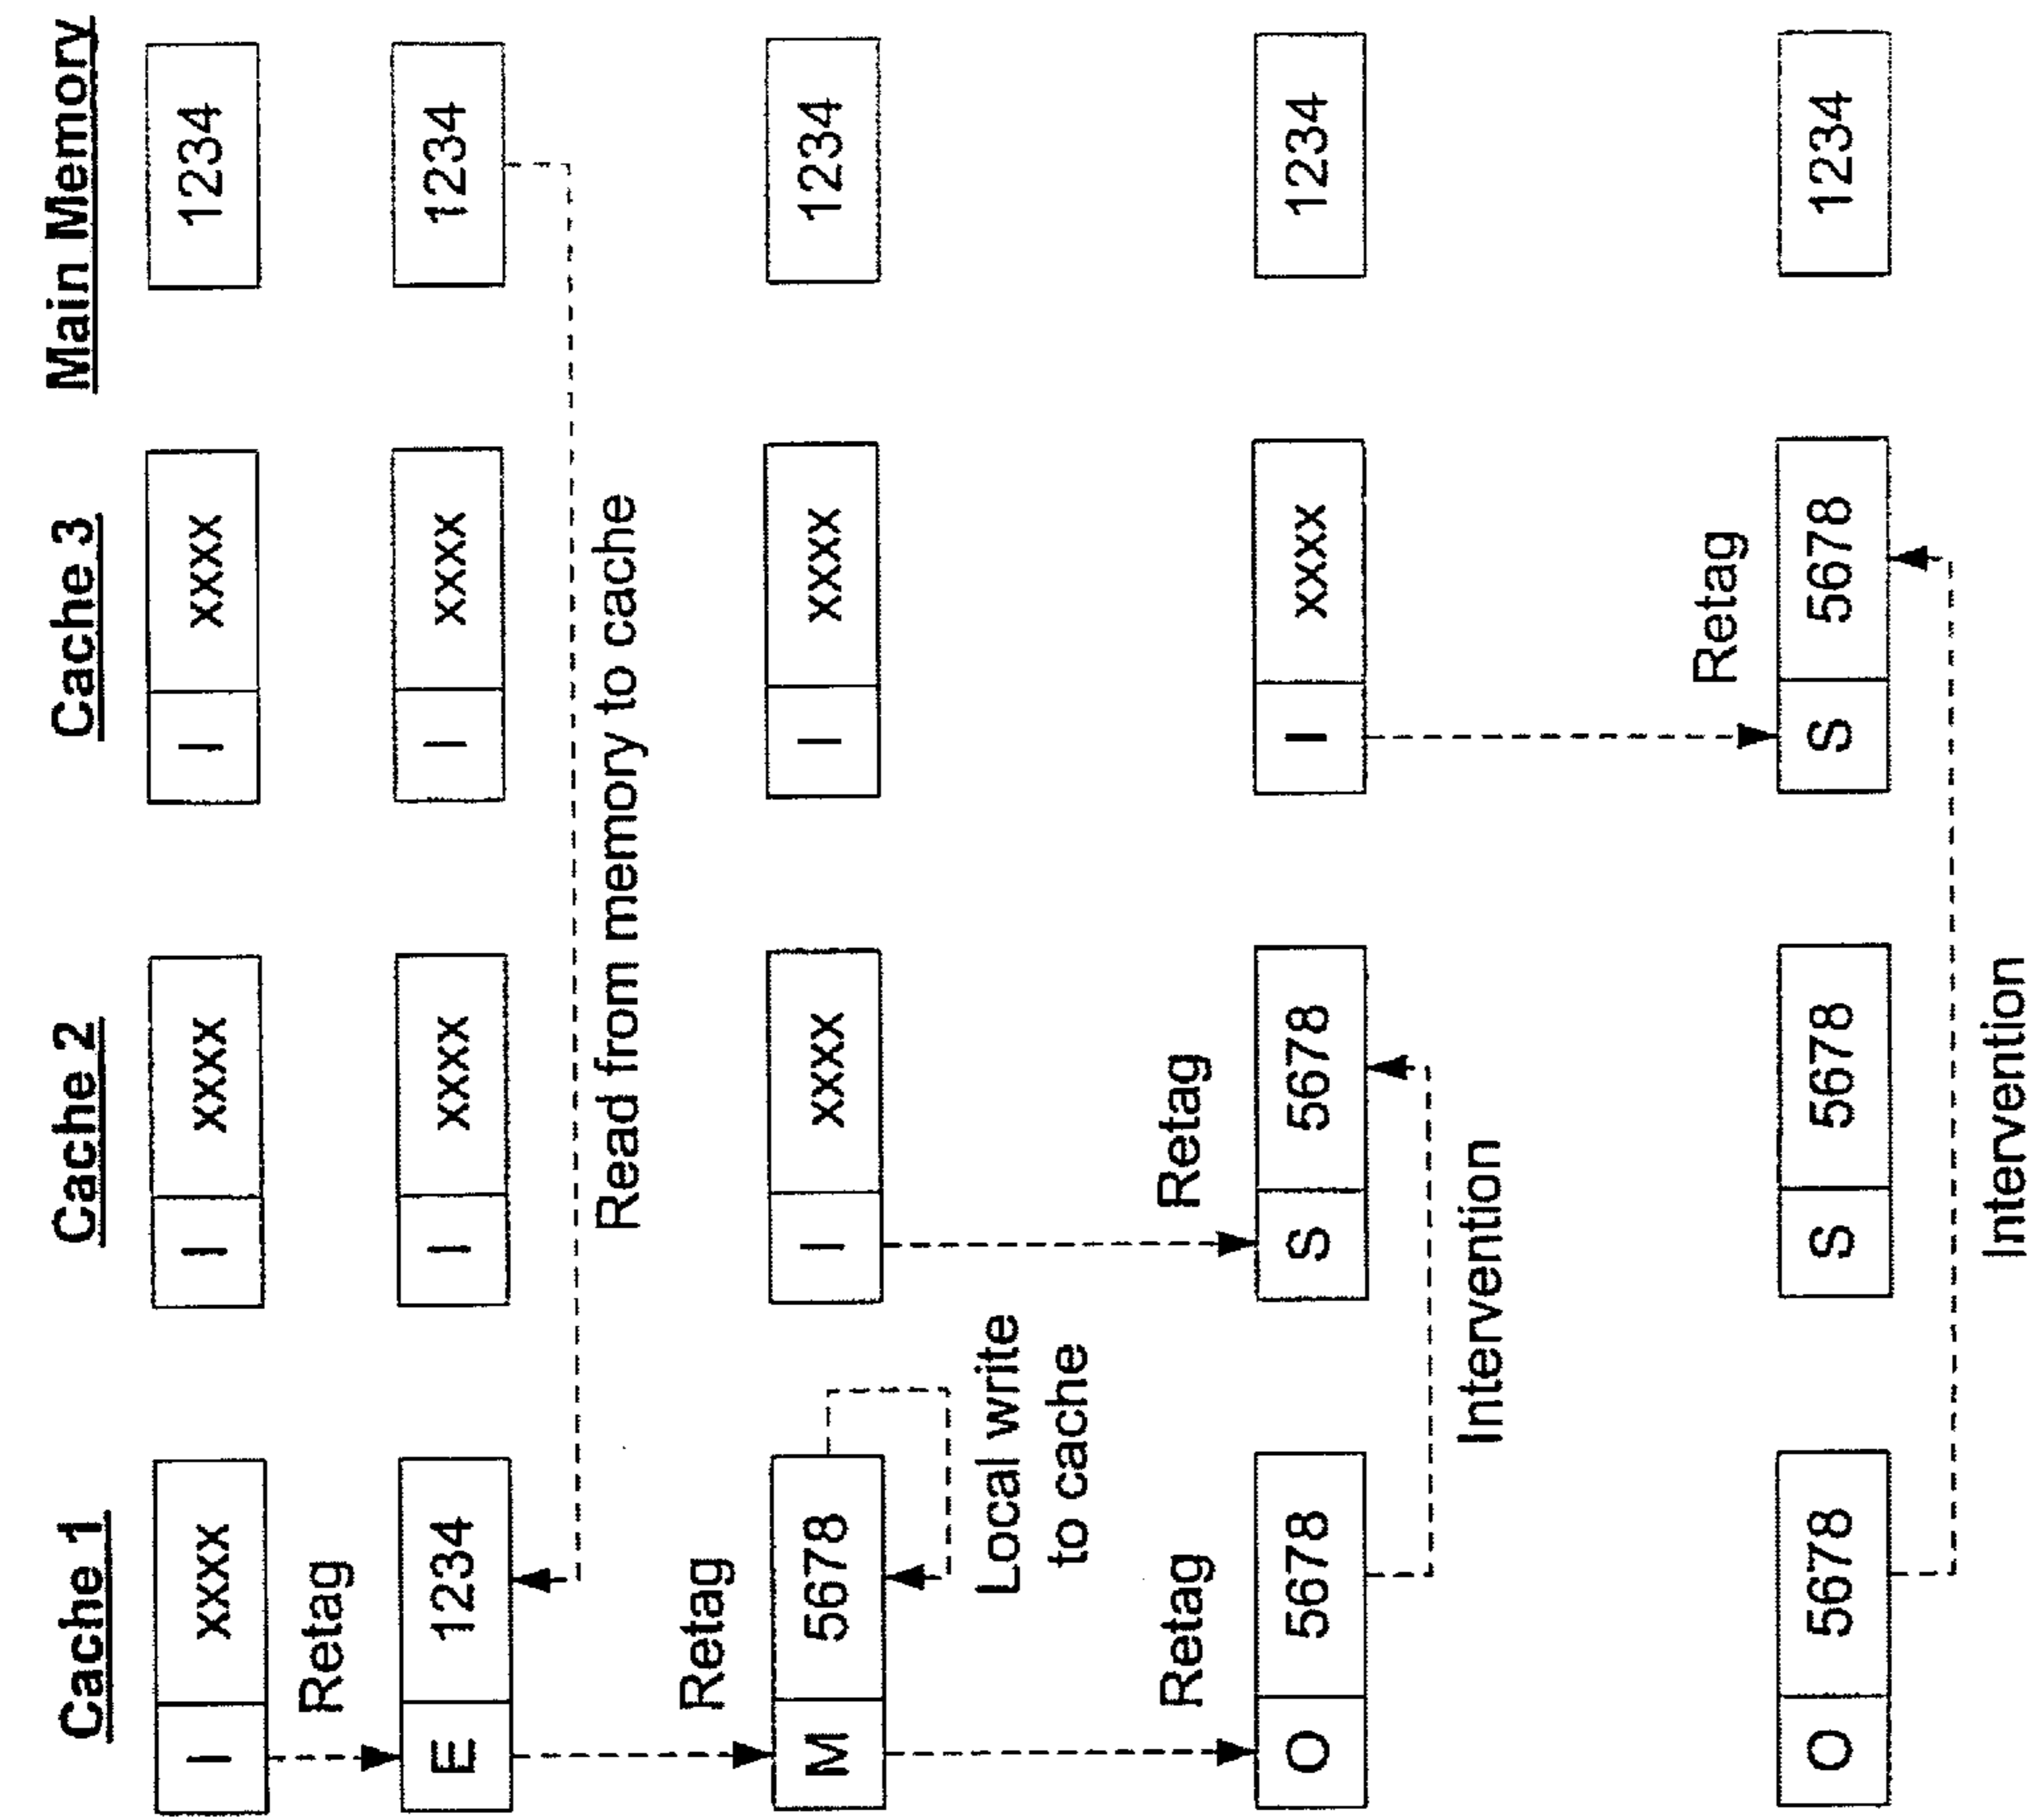 Cache 1 Cache 2 Cache 3 Main Memory
I xxxx I xxxx I xxxx 1234
Retag
E 1234 I xxxx I xxxx 1234
Read from memory to cache
Retag
M 5678 I xxxx I xxxx 1234
Local write
to cache
Retag Retag
O 5678 S 5678 I xxxx 1234
Intervention
Retag
O 5678 S 5678 S 5678 1234
Intervention